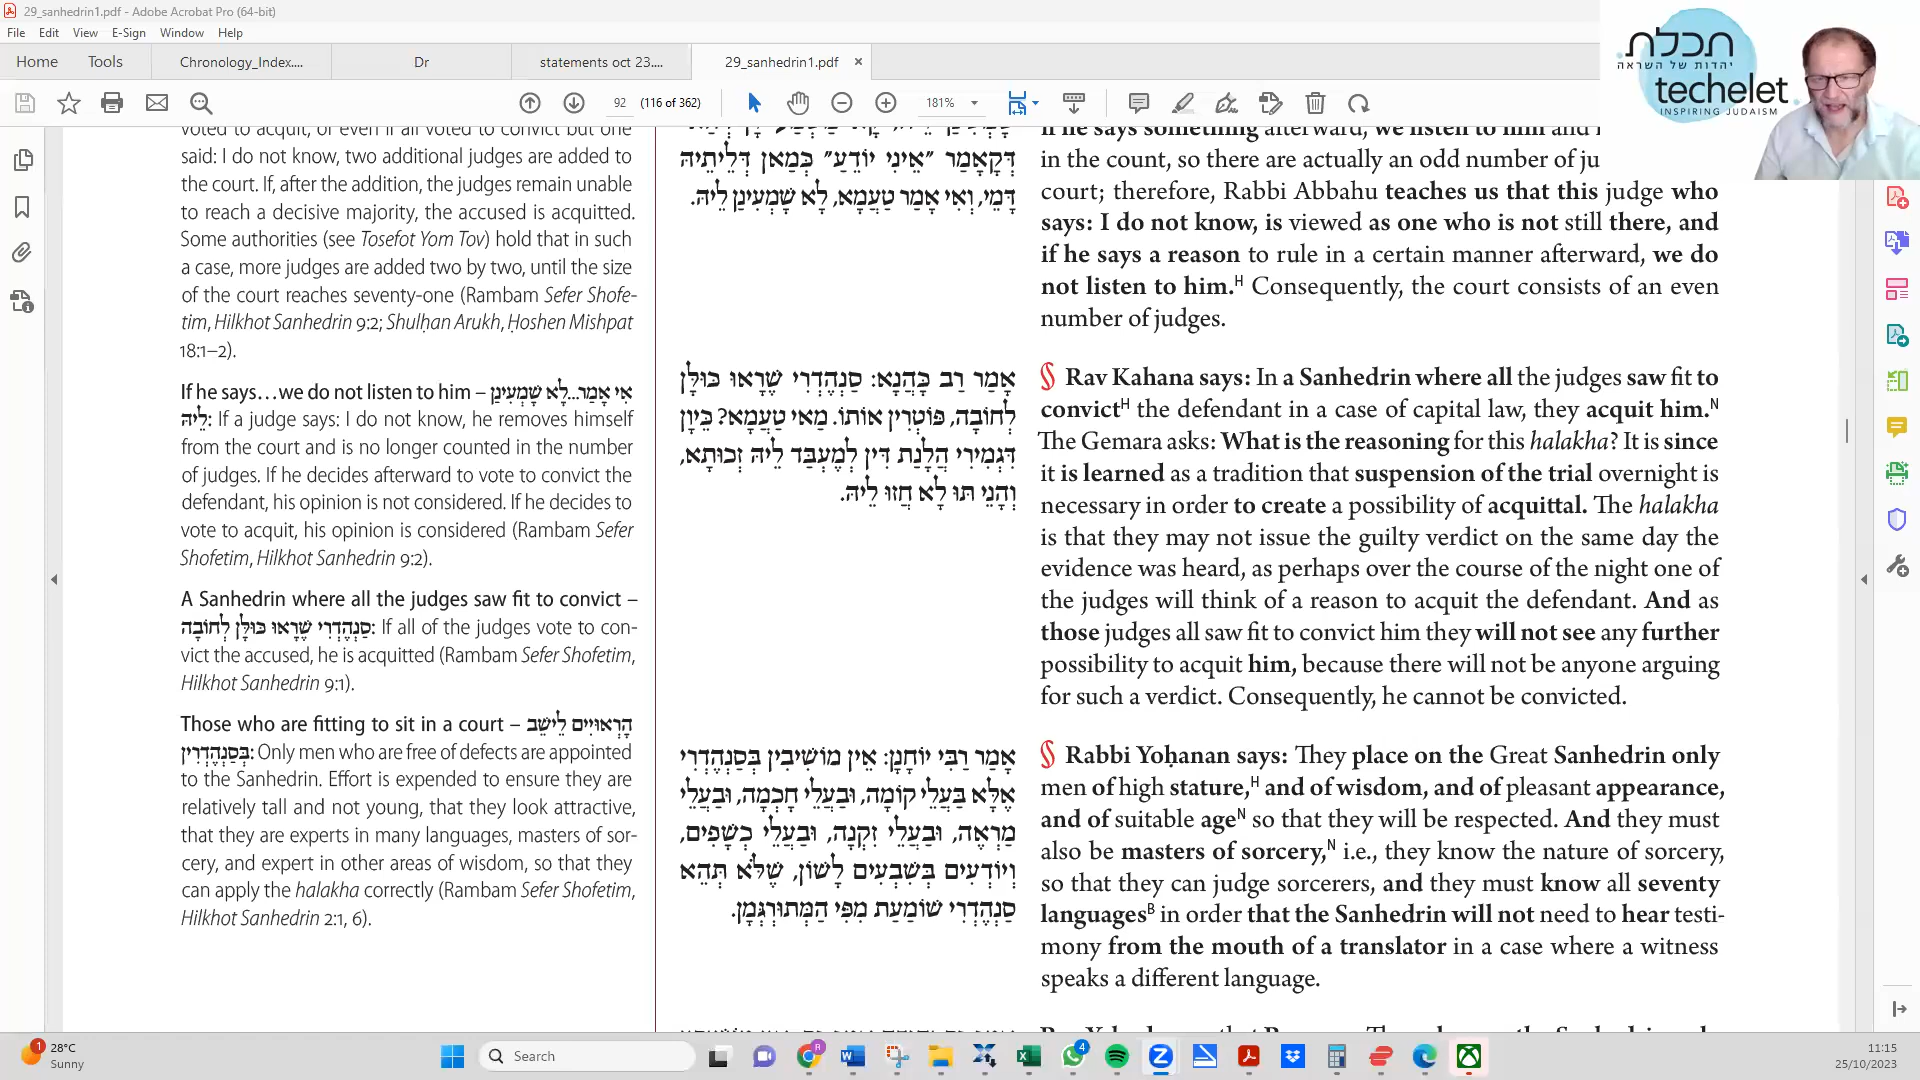 29_sanhedrin1.pdf - Adobe Acrobat Pro (64-bit)
File Edit View E-Sign Window Help
Home Tools Chronology_Index.... Dr statements oct 23.... 29_sanhedrin1.pdf ×
92 (116 of 362) 181%
תכלת
יהדות של השראה
techelet
INSPIRING JUDAISM
voted to acquit, or even if all voted to convict but one
said: I do not know, two additional judges are added to
the court. If, after the addition, the judges remain unable
to reach a decisive majority, the accused is acquitted.
Some authorities (see Tosefot Yom Tov) hold that in such
a case, more judges are added two by two, until the size
of the court reaches seventy-one (Rambam Sefer Shofe-
tim, Hilkhot Sanhedrin 9:2; Shulḥan Arukh, Ḥoshen Mishpat
18:1–2).
If he says…we do not listen to him – אִי אָמַר...לָא שָׁמְעִינַן
לֵיהּ: If a judge says: I do not know, he removes himself
from the court and is no longer counted in the number
of judges. If he decides afterward to vote to convict the
defendant, his opinion is not considered. If he decides to
vote to acquit, his opinion is considered (Rambam Sefer
Shofetim, Hilkhot Sanhedrin 9:2).
A Sanhedrin where all the judges saw fit to convict –
סַנְהֶדְרִי שֶׁרָאוּ כּוּלָּן לְחוֹבָה: If all of the judges vote to con-
vict the accused, he is acquitted (Rambam Sefer Shofetim,
Hilkhot Sanhedrin 9:1).
Those who are fitting to sit in a court – הָרְאוּיִים לֵישֵׁב
בְּסַנְהֶדְרִין: Only men who are free of defects are appointed
to the Sanhedrin. Effort is expended to ensure they are
relatively tall and not young, that they look attractive,
that they are experts in many languages, masters of sor-
cery, and expert in other areas of wisdom, so that they
can apply the halakha correctly (Rambam Sefer Shofetim,
Hilkhot Sanhedrin 2:1, 6).
דְּקָאָמַר ״אֵינִי יוֹדֵעַ״ כְּמַאן דְּלֵיתֵיהּ
דָּמֵי, וְאִי אָמַר טַעֲמָא, לָא שָׁמְעִינַן לֵיהּ.
אָמַר רַב כָּהֲנָא: סַנְהֶדְרִי שֶׁרָאוּ כּוּלָּן
לְחוֹבָה, פּוֹטְרִין אוֹתוֹ. מַאי טַעֲמָא? כֵּיוָן
דִּגְמִירִי הֲלָנַת דִּין לְמֶעְבַּד לֵיהּ זְכוּתָא,
וְהָנֵי תּוּ לָא חָזוּ לֵיהּ.
אָמַר רַבִּי יוֹחָנָן: אֵין מוֹשִׁיבִין בְּסַנְהֶדְרִי
אֶלָּא בַּעֲלֵי קוֹמָה, וּבַעֲלֵי חָכְמָה, וּבַעֲלֵי
מַרְאֶה, וּבַעֲלֵי זִקְנָה, וּבַעֲלֵי כְשָׁפִים,
וְיוֹדְעִים בְּשִׁבְעִים לָשׁוֹן, שֶׁלֹּא תְּהֵא
סַנְהֶדְרִי שׁוֹמַעַת מִפִּי הַמְּתוּרְגְּמָן.
If he says something afterward, we listen to him and
in the count, so there are actually an odd number of ju
court; therefore, Rabbi Abbahu teaches us that this judge who
says: I do not know, is viewed as one who is not still there, and
if he says a reason to rule in a certain manner afterward, we do
not listen to him.H Consequently, the court consists of an even
number of judges.
§ Rav Kahana says: In a Sanhedrin where all the judges saw fit to
convictH the defendant in a case of capital law, they acquit him.N
The Gemara asks: What is the reasoning for this halakha? It is since
it is learned as a tradition that suspension of the trial overnight is
necessary in order to create a possibility of acquittal. The halakha
is that they may not issue the guilty verdict on the same day the
evidence was heard, as perhaps over the course of the night one of
the judges will think of a reason to acquit the defendant. And as
those judges all saw fit to convict him they will not see any further
possibility to acquit him, because there will not be anyone arguing
for such a verdict. Consequently, he cannot be convicted.
§ Rabbi Yoḥanan says: They place on the Great Sanhedrin only
men of high stature,H and of wisdom, and of pleasant appearance,
and of suitable ageN so that they will be respected. And they must
also be masters of sorcery,N i.e., they know the nature of sorcery,
so that they can judge sorcerers, and they must know all seventy
languagesB in order that the Sanhedrin will not need to hear testi-
mony from the mouth of a translator in a case where a witness
speaks a different language.
1 28°C
Sunny
Search
4
11:15
25/10/2023